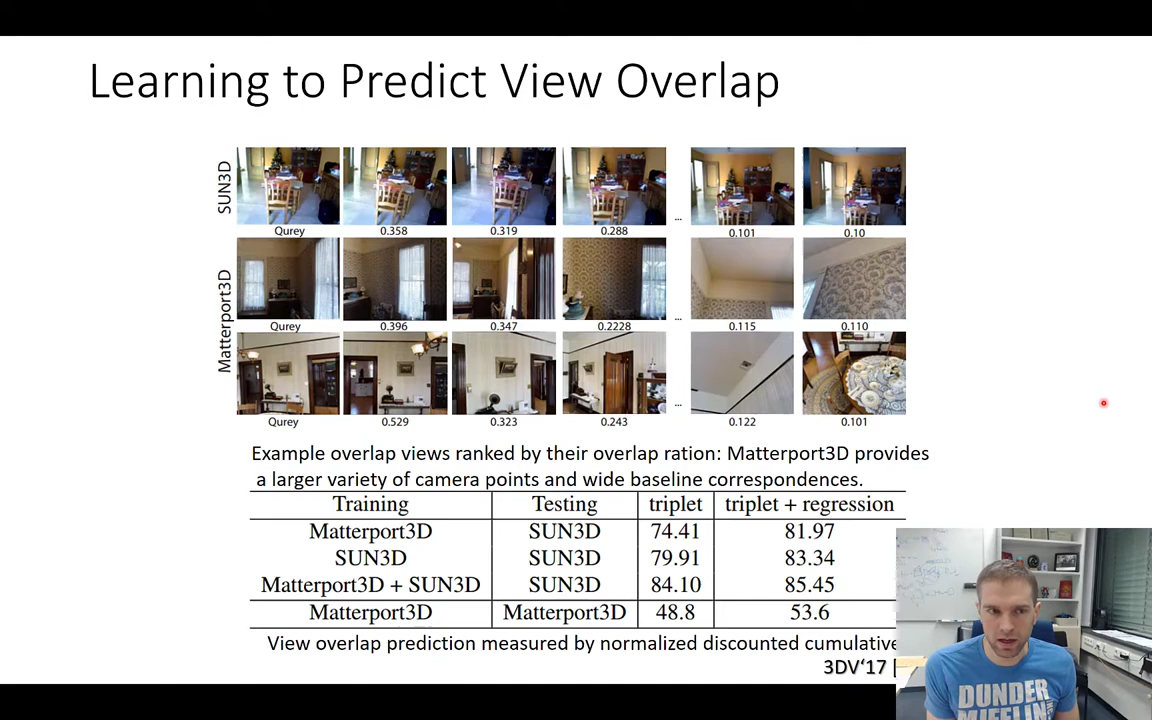 Learning to Predict View Overlap
SUN3D
Qurey 0.358 0.319 0.288 ... 0.101 0.10
Matterport3D
Qurey 0.396 0.347 0.2228 ... 0.115 0.110
Qurey 0.529 0.323 0.243 ... 0.122 0.101
Example overlap views ranked by their overlap ration: Matterport3D provides
a larger variety of camera points and wide baseline correspondences.
Training Testing triplet triplet + regression
Matterport3D SUN3D 74.41 81.97
SUN3D SUN3D 79.91 83.34
Matterport3D + SUN3D SUN3D 84.10 85.45
Matterport3D Matterport3D 48.8 53.6
View overlap prediction measured by normalized discounted cumulative
3DV'17 [
DUNDER
MIFFLIN